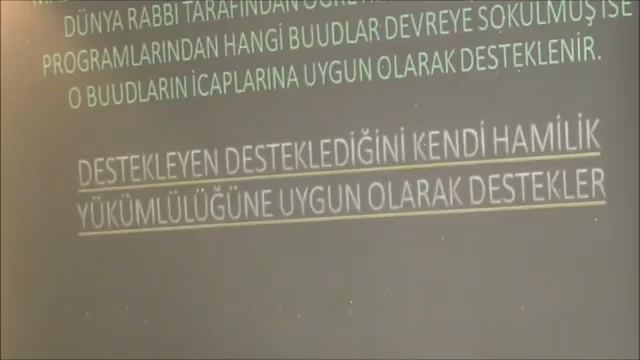 DÜNYA RABBİ TARAFINDAN
PROGRAMLARINDAN HANGİ BUUDLAR DEVREYE SOKULMUŞ İSE
O BUUDLARIN İCAPLARINA UYGUN OLARAK DESTEKLENİR.
DESTEKLEYEN DESTEKLEDİĞİNİ KENDİ HAMİLİK
YÜKÜMLÜLÜĞÜNE UYGUN OLARAK DESTEKLER